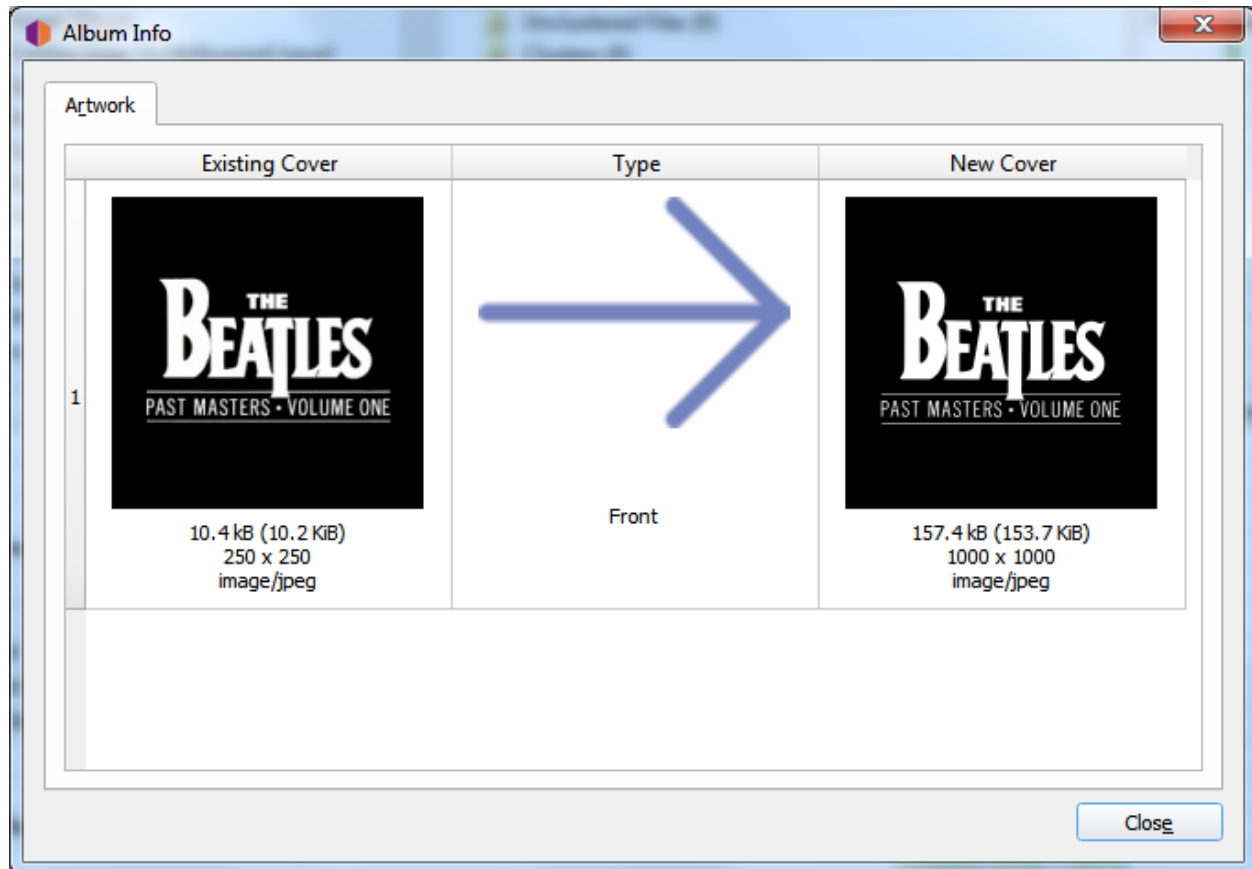 Album Info
Artwork
Existing Cover
Type
New Cover
1
THE
BEATLES
PAST MASTERS • VOLUME ONE
10.4 kB (10.2 KiB)
250 x 250
image/jpeg
Front
THE
BEATLES
PAST MASTERS • VOLUME ONE
157.4 kB (153.7 KiB)
1000 x 1000
image/jpeg
Close